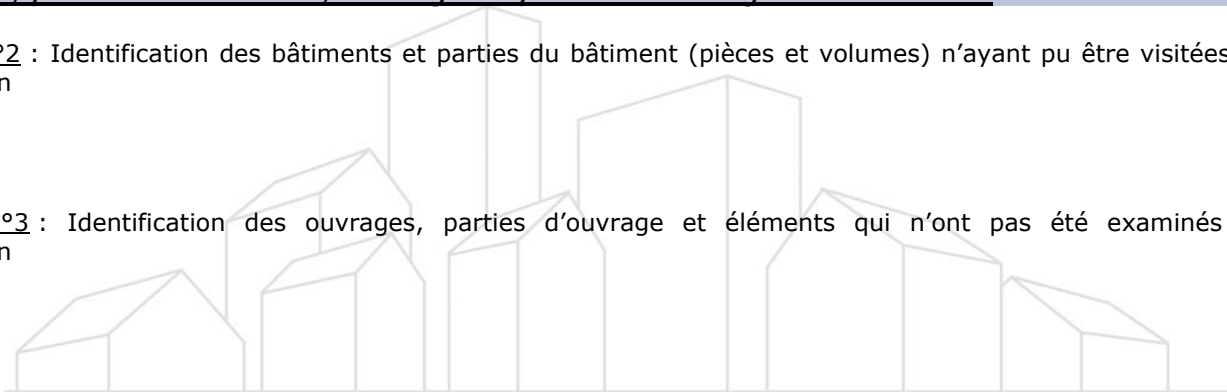 °2 : Identification des bâtiments et parties du bâtiment (pièces et volumes) n’ayant pu être visitées
n
°3 : Identification des ouvrages, parties d’ouvrage et éléments qui n’ont pas été examinés
n